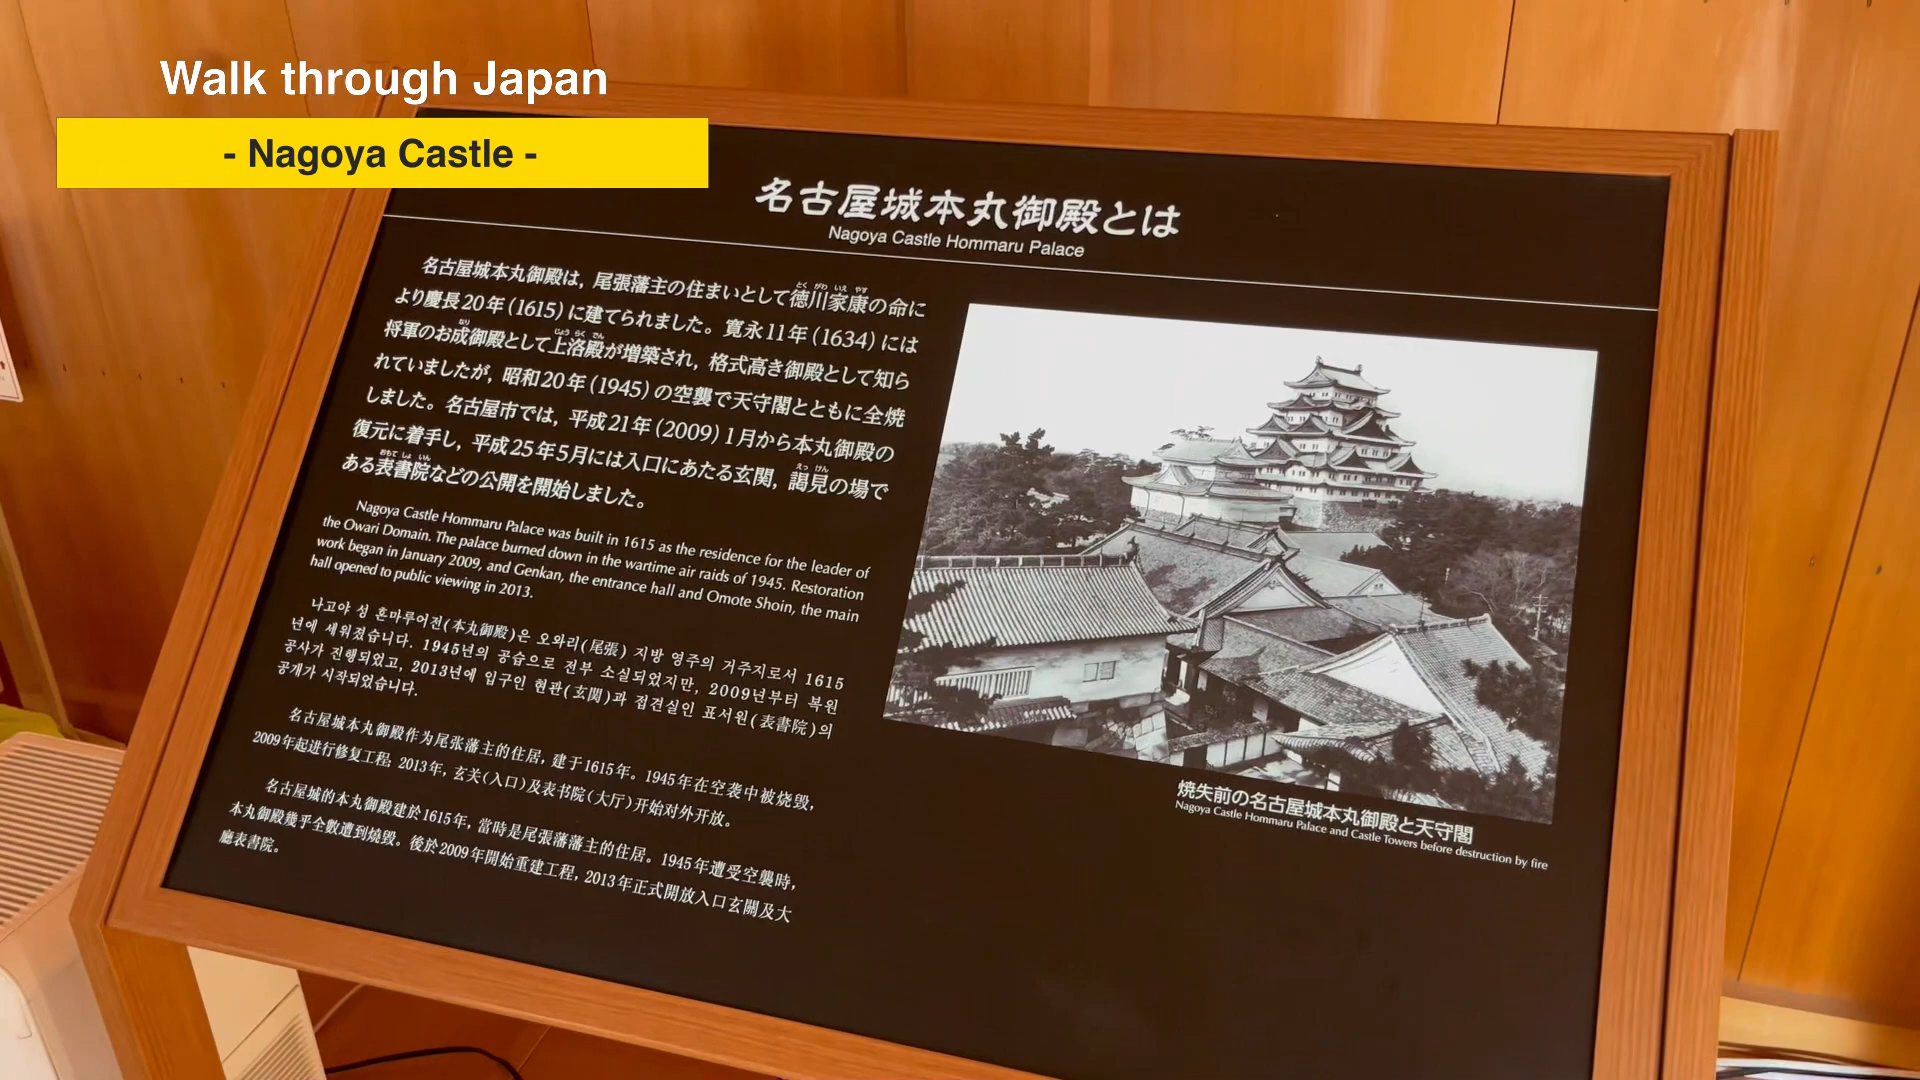 Walk through Japan
- Nagoya Castle -
名古屋城本丸御殿とは
Nagoya Castle Hommaru Palace
名古屋城本丸御殿は，尾張藩主の住まいとして徳川家康の命に
とく がわ いえ やす
より慶長20年（1615）に建てられました。寛永11年（1634）には
将軍のお成御殿として上洛殿が増築され，格式高き御殿として知ら
なり じょう らく でん
れていましたが，昭和20年（1945）の空襲で天守閣とともに全焼
しました。名古屋市では，平成21年（2009）1月から本丸御殿の
復元に着手し，平成25年5月には入口にあたる玄関，謁見の場で
えっ けん
ある表書院などの公開を開始しました。
おもて しょ いん
Nagoya Castle Hommaru Palace was built in 1615 as the residence for the leader of
the Owari Domain. The palace burned down in the wartime air raids of 1945. Restoration
work began in January 2009, and Genkan, the entrance hall and Omote Shoin, the main
hall opened to public viewing in 2013.
나고야 성 혼마루어전(本丸御殿)은 오와리(尾張) 지방 영주의 거주지로서 1615
년에 세워졌습니다. 1945년의 공습으로 전부 소실되었지만, 2009년부터 복원
공사가 진행되었고, 2013년에 입구인 현관(玄関)과 접견실인 표서원(表書院)의
공개가 시작되었습니다.
名古屋城本丸御殿作为尾张藩主的住居，建于1615年。1945年在空袭中被烧毁，
2009年起进行修复工程。2013年，玄关（入口）及表书院（大厅）开始对外开放。
名古屋城的本丸御殿建於1615年，當時是尾張藩藩主的住居。1945年遭受空襲時，
本丸御殿幾乎全數遭到燒毀。後於2009年開始重建工程，2013年正式開放入口玄關及大
廳表書院。
焼失前の名古屋城本丸御殿と天守閣
Nagoya Castle Hommaru Palace and Castle Towers before destruction by fire